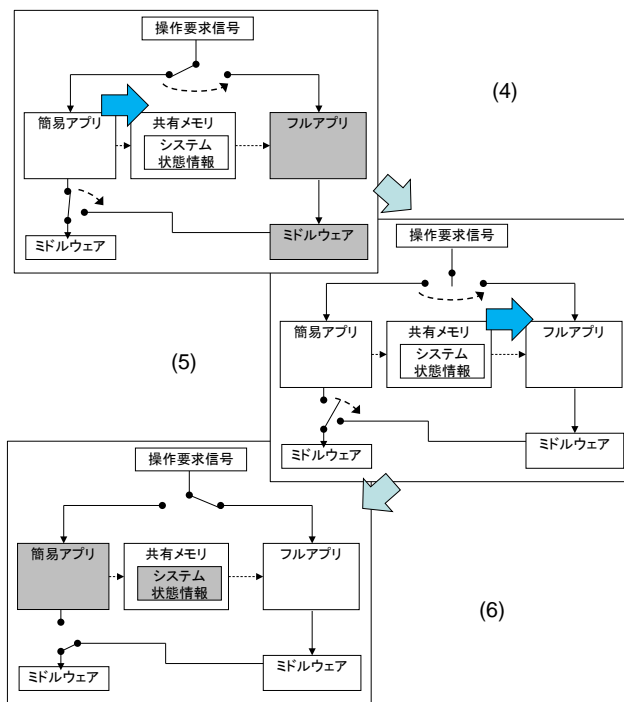 操作要求信号
(4)
簡易アプリ
共有メモリ
フルアプリ
システム
状態情報
ミドルウェア
ミドルウェア
操作要求信号
簡易アプリ
共有メモリ
フルアプリ
システム
状態情報
(5)
ミドルウェア
ミドルウェア
操作要求信号
簡易アプリ
共有メモリ
フルアプリ
システム
状態情報
(6)
ミドルウェア
ミドルウェア